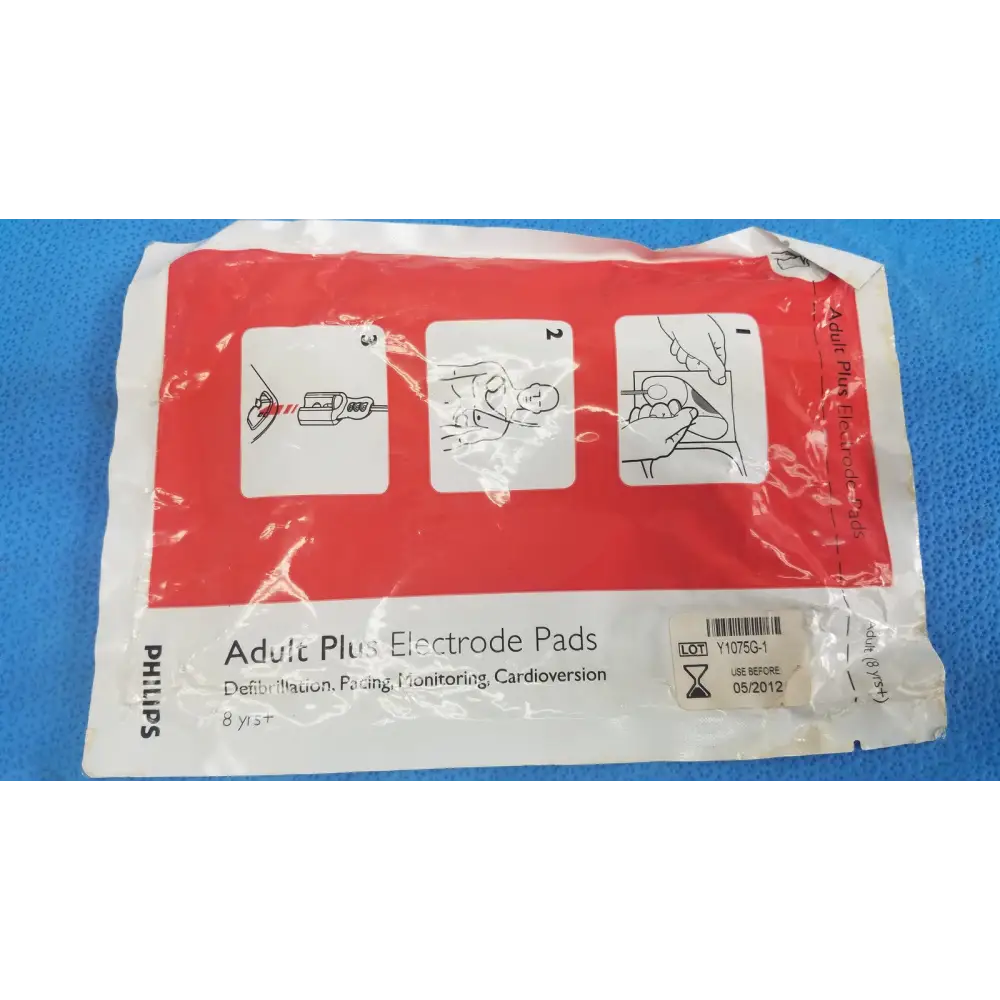 1
2
3
Adult Plus Electrode Pads
Adult Plus Electrode Pads
Defibrillation, Pacing, Monitoring, Cardioversion
8 yrs+
PHILIPS
LOT Y1075G-1
USE BEFORE:
05/2012
Adult (8 yrs+)